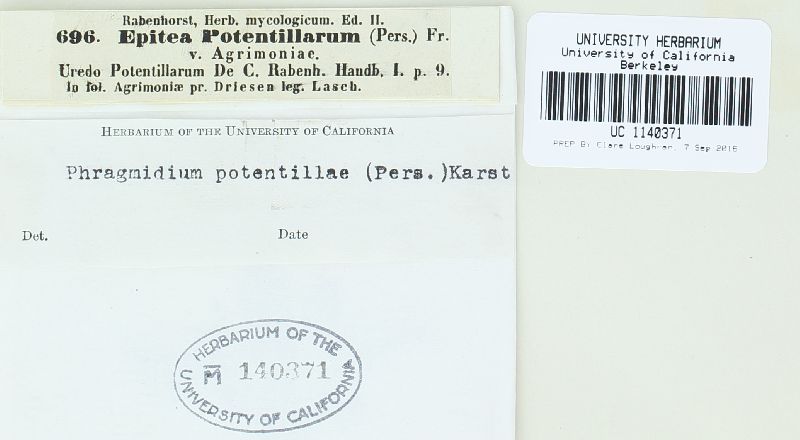 Rabenhorst, Herb. mycologicum. Ed. II.
696. Epitea Potentillarum (Pers.) Fr.
v. Agrimoniae.
Uredo Potentillarum De C. Rabenh. Handb. I. p. 9.
In fol. Agrimoniæ pr. Driesen leg. Lasch.
HERBARIUM OF THE UNIVERSITY OF CALIFORNIA
Phragmidium potentillae (Pers.)Karst
Det. Date
HERBARIUM OF THE
M 140371
UNIVERSITY OF CALIFORNIA
UNIVERSITY HERBARIUM
University of California
Berkeley
UC 1140371
PREP By Clare Loughran, 7 Sep 2016